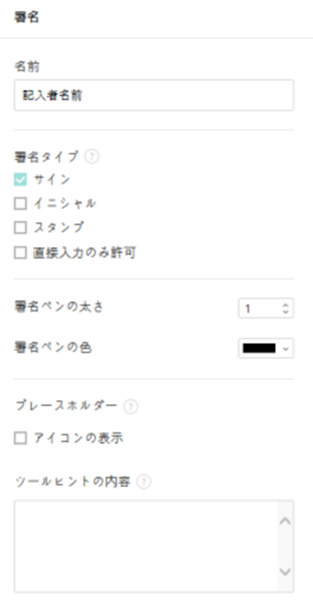 署名
名前
記入者名前
署名タイプ ?
サイン
イニシャル
スタンプ
直接入力のみ許可
署名ペンの太さ 1
署名ペンの色
プレースホルダー ?
アイコンの表示
ツールヒントの内容 ?